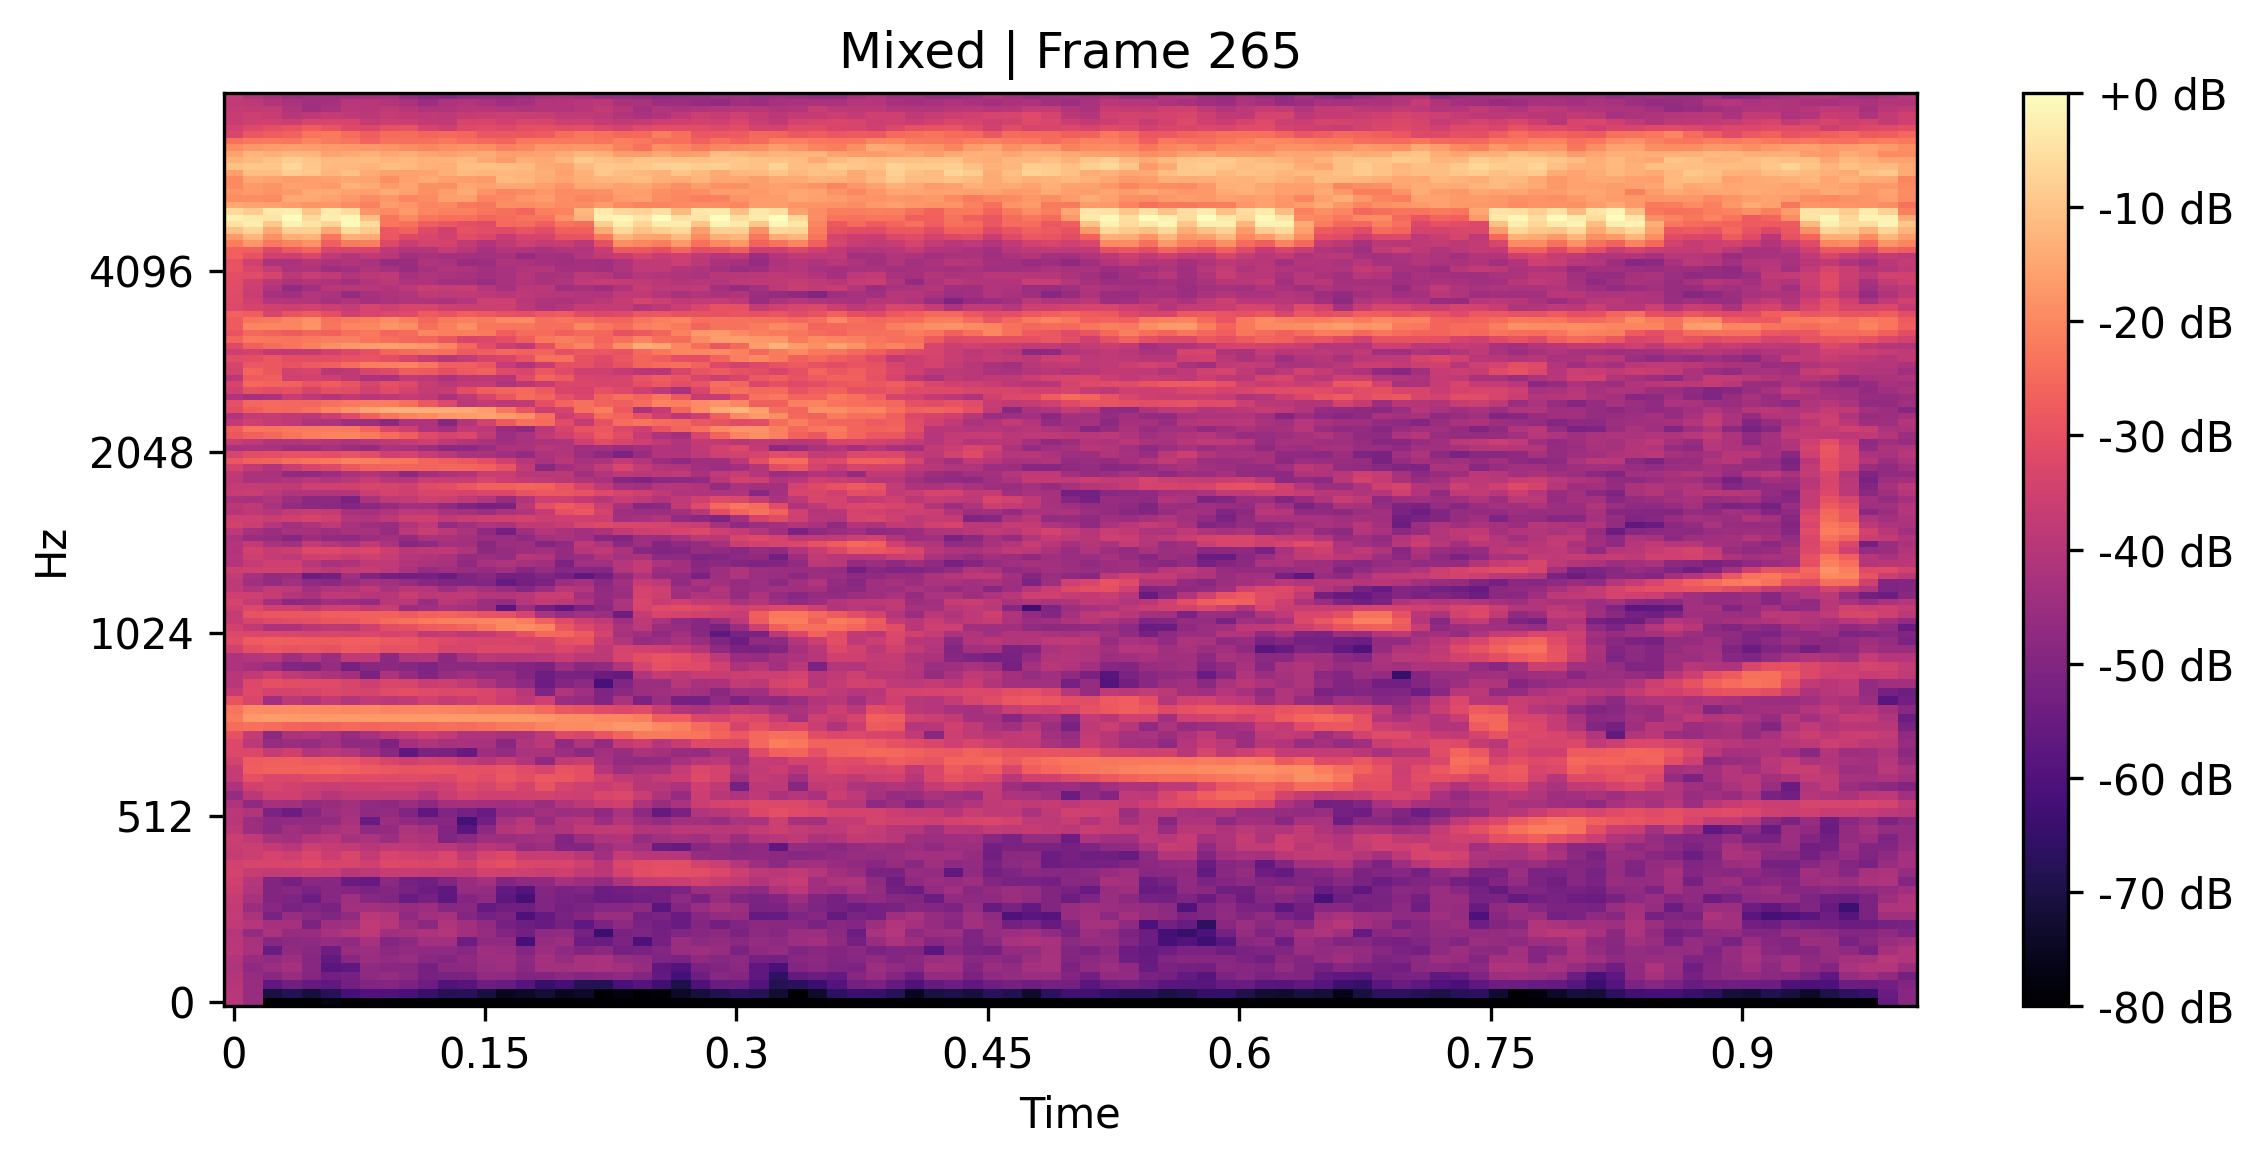 Mixed | Frame 265
+0 dB
-10 dB
-20 dB
-30 dB
-40 dB
-50 dB
-60 dB
-70 dB
-80 dB
Hz
4096
2048
1024
512
0
0 0.15 0.3 0.45 0.6 0.75 0.9
Time